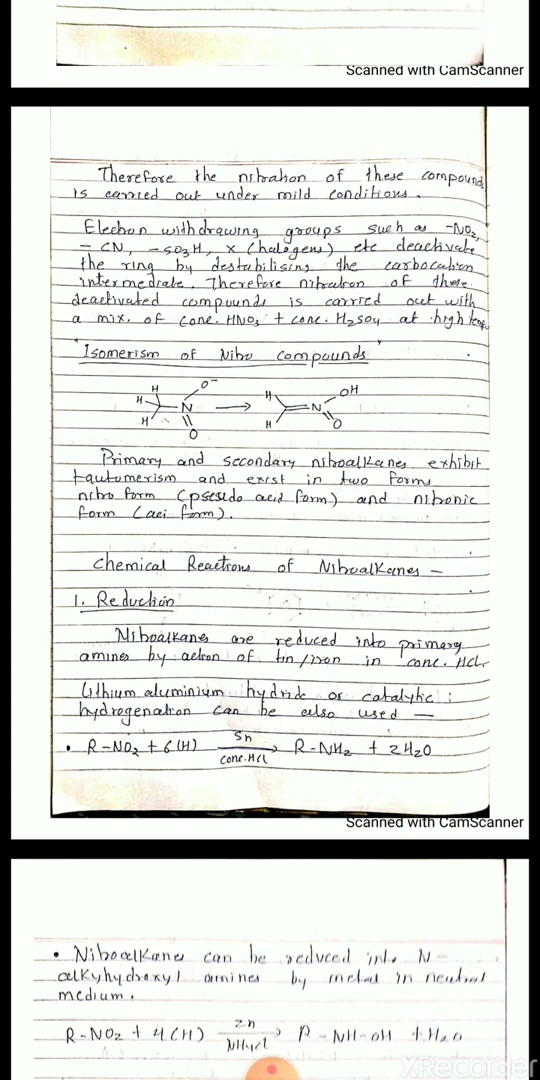 Scanned with CamScanner
Therefore the nitration of these compound
is carried out under mild conditions.
Electron withdrawing groups such as -NO2,
- CN, -SO3H, X (halogens) etc deactivate
the ring by destabilising the carbocation
intermediate. Therefore nitration of these
deactivated compounds is carried out with
a mix. of conc. HNO3 + conc. H2SO4 at high temp
"Isomerism of Nitro compounds"
H H H N O- O → H H N OH O
Primary and secondary nitroalkanes exhibit
tautomerism and exist in two forms
nitro form (psesudo acid form) and nitronic
form (aci form).
Chemical Reactions of Nitroalkanes -
1. Reduction
Nitroalkanes are reduced into primary
amines by action of tin/iron in conc. HCl.
Lithium aluminium hydride or catalytic
hydrogenation can be also used —
• R-NO2 + 6(H) Sn → conc.HCl R-NH2 + 2H2O
Scanned with CamScanner
• Nitroalkanes can be reduced into N-
alkyhydroxyl amines by metal in neutral
medium.
R-NO2 + 4(H) Zn → NH4Cl R-NH-OH + H2O
XRecorder